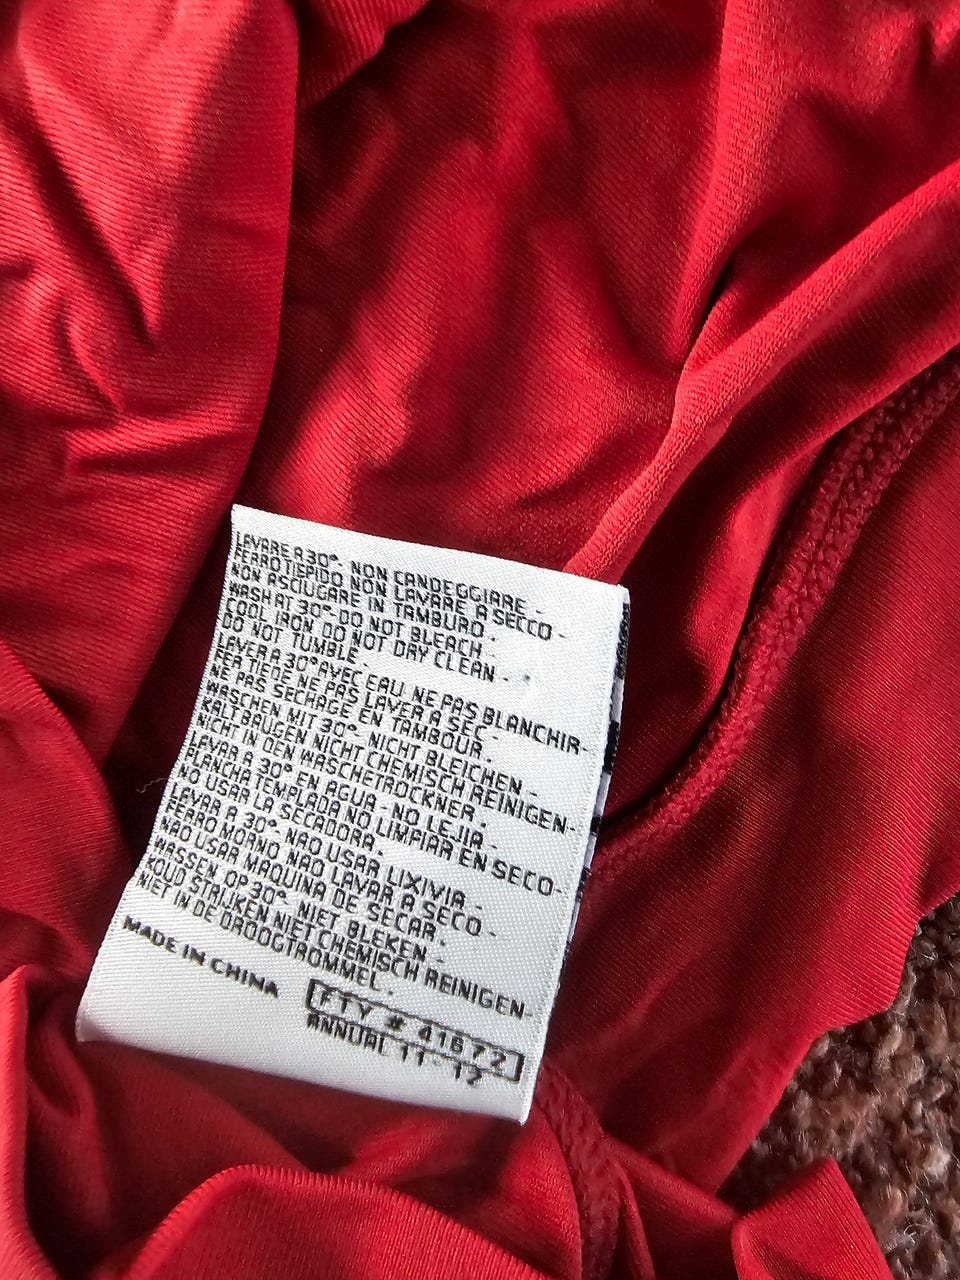 LAVARE A 30°- NON CANDEGGIARE -
FERRO TIEPIDO NON LAVARE A SECCO -
NON ASCIUGARE IN TAMBURO -
WASH AT 30°-DO NOT BLEACH -
COOL IRON DO NOT DRY CLEAN -
DO NOT TUMBLE -
LAVER A 30° AVEC EAU NE PAS BLANCHIR-
FER TIEDE NE PAS LAVER A SEC -
NE PAS SECHAGE EN TAMBOUR.
WASCHEN MIT 30°- NICHT BLEICHEN -
KALT BAUGEN NICHT CHEMISCH REINIGEN-
NICHT IN DEN WASCHETROCKNER.
LAVAR A 30° EN AGUA - NO LEJIA -
PLANCHA TEMPLADA NO LIMPIAR EN SECO-
NO USAR LA SECADORA.
LAVAR A 30° NAO USAR LIXIVIA -
FERRO MORNO NAO LAVAR A SECO -
NAO USAR MAQUINA DE SECAR.
WASSEN OP 30°- NIET BLEKEN -
KOUD STRIJKEN NIET CHEMISCH REINIGEN-
NIET IN DE DROOGTROMMEL.
MADE IN CHINA
FTY # 41672
ANNUAL 11-12